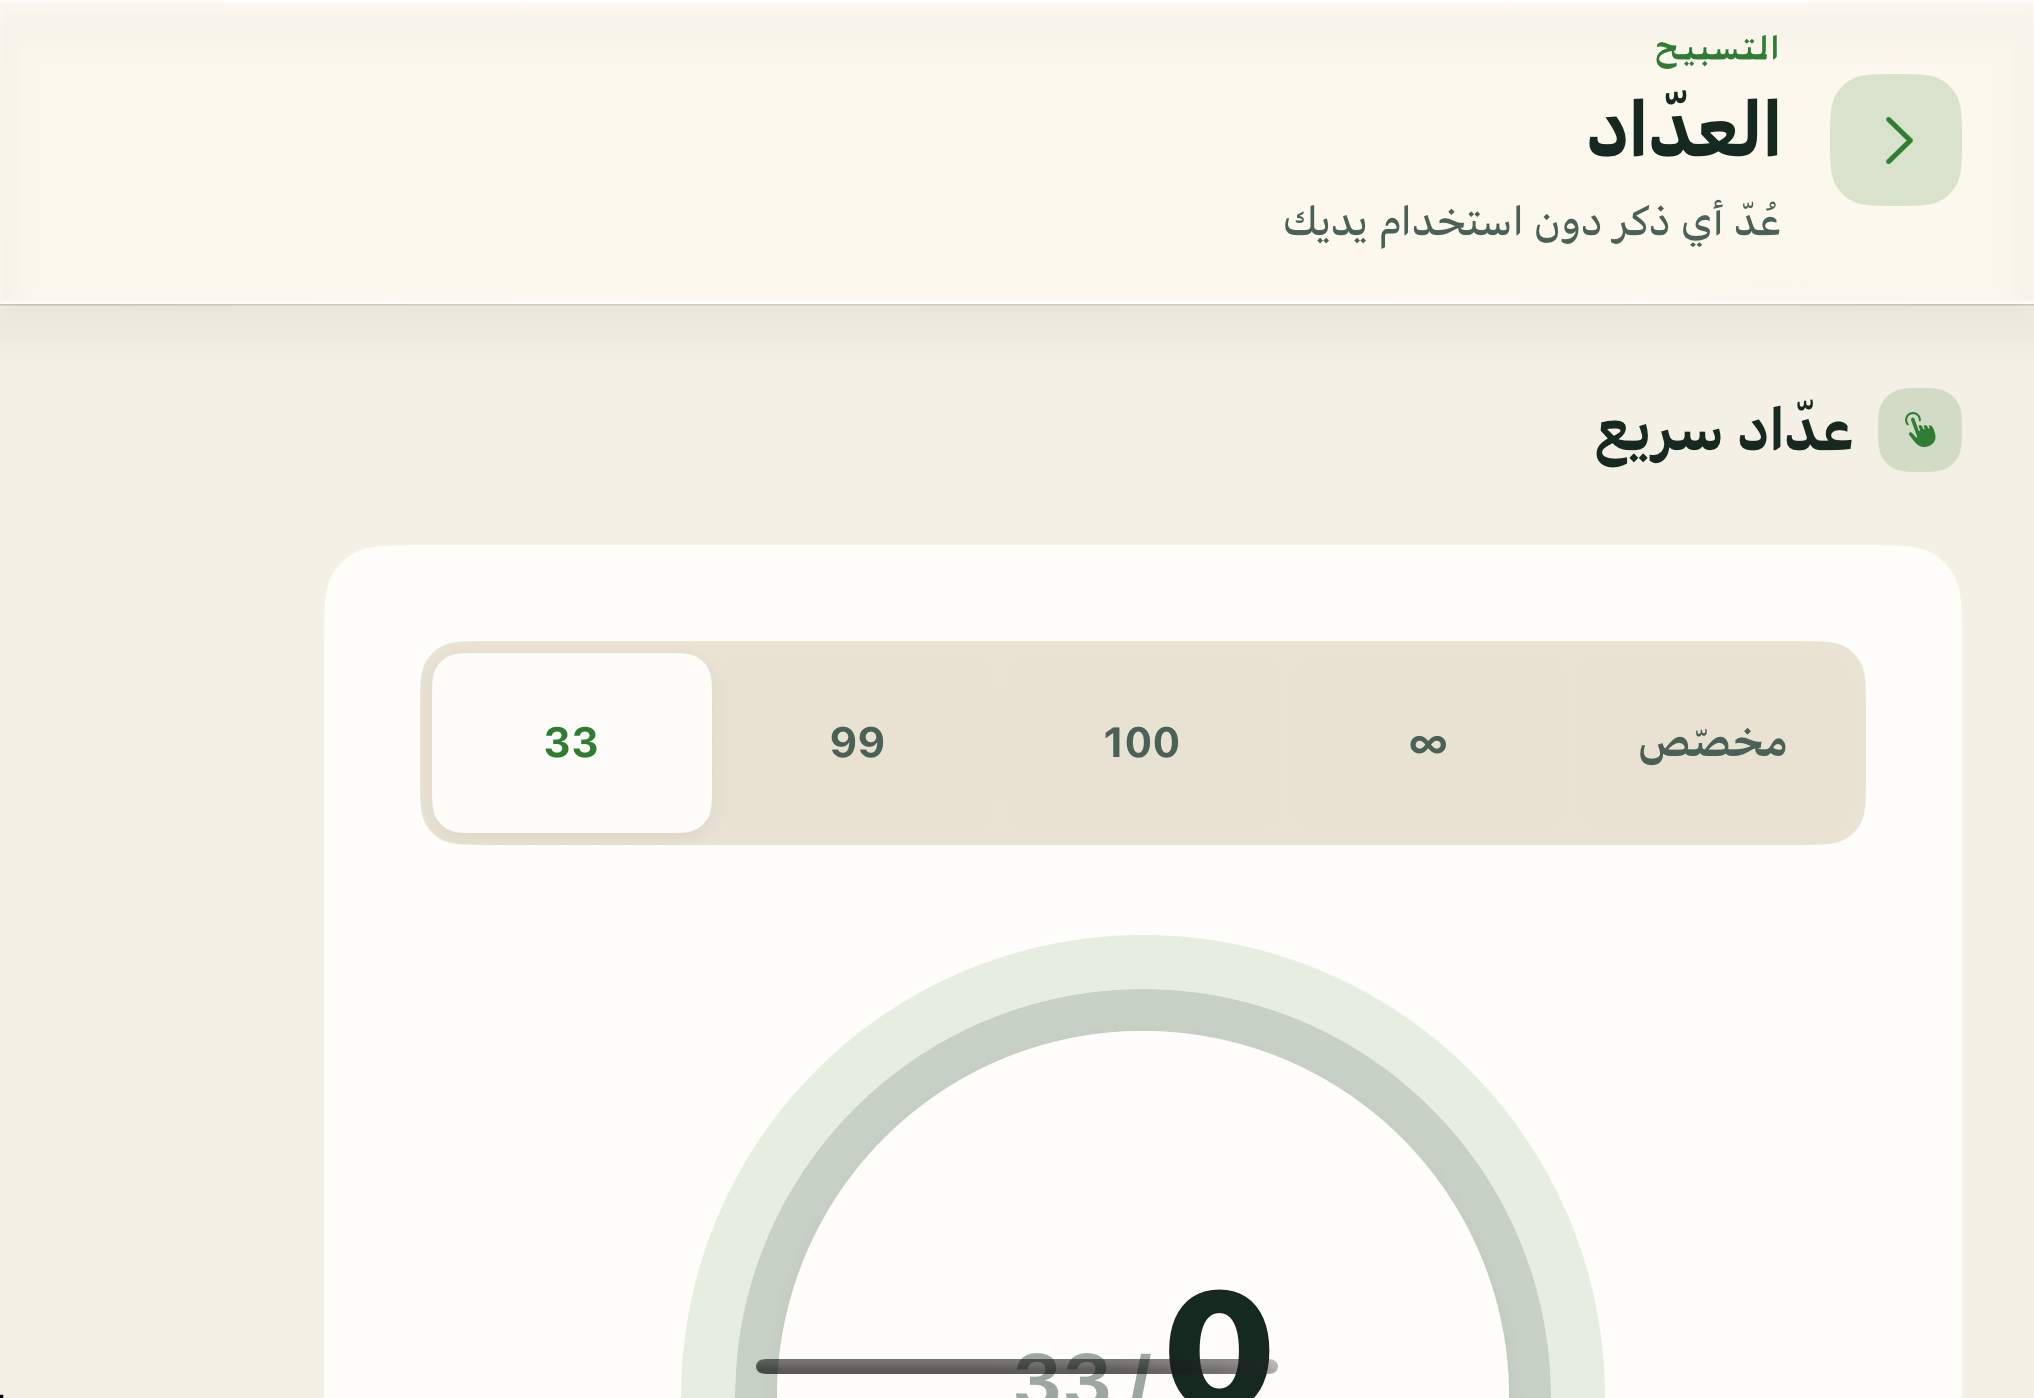 التسبيح
العدّاد
عُدّ أي ذكر دون استخدام يديك
عدّاد سريع
مخصّص ∞ 100 99 33
0 / 33